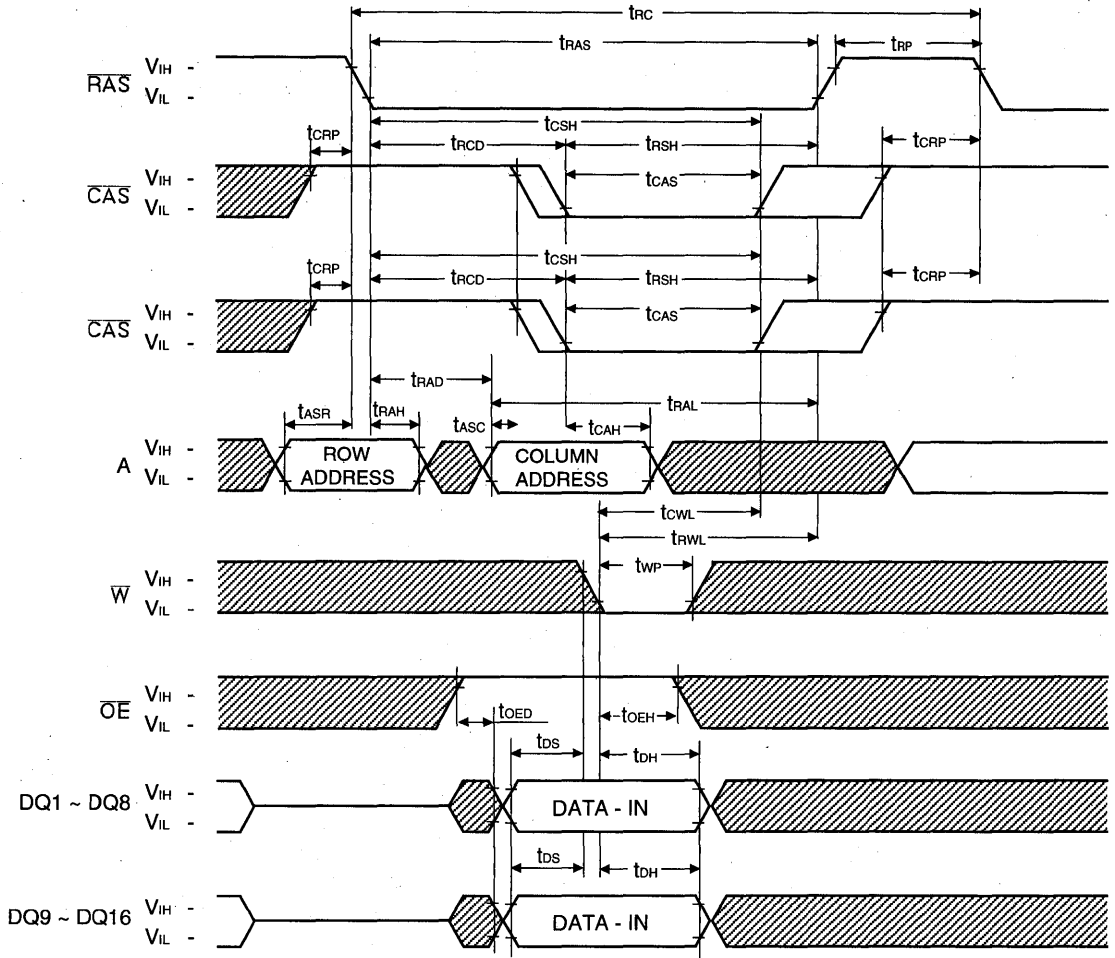 tRC
tRAS
tRP
RAS
VIH -
VIL -
tCSH
tCRP
tRCD
tRSH
tCRP
CAS
VIH -
VIL -
tCAS
tCSH
tCRP
tRCD
tRSH
tCRP
CAS
VIH -
VIL -
tCAS
tRAD
tRAL
tASR
tRAH
tASC
tCAH
A
VIH -
VIL -
ROW
ADDRESS
COLUMN
ADDRESS
tCWL
tRWL
tWP
W
VIH -
VIL -
OE
VIH -
VIL -
tOED
tOEH
tDS
tDH
DQ1 ~ DQ8
VIH -
VIL -
DATA - IN
tDS
tDH
DQ9 ~ DQ16
VIH -
VIL -
DATA - IN